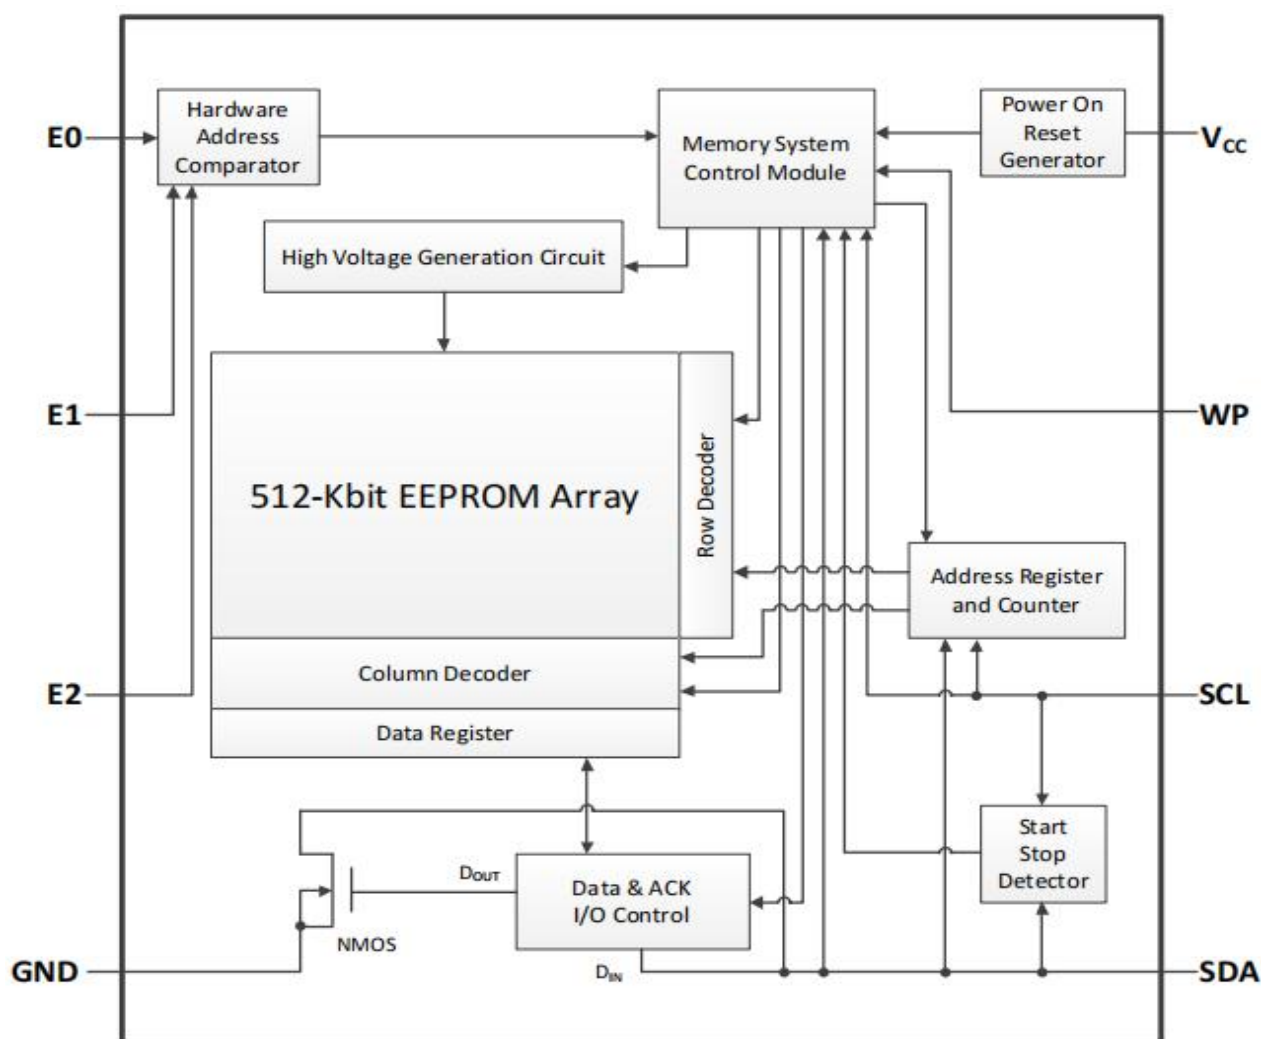 Hardware
Address
Comparator
Memory System
Control Module
Power On
Reset
Generator
E0
VCC
High Voltage Generation Circuit
E1
WP
512-Kbit EEPROM Array
Row Decoder
Address Register
and Counter
Column Decoder
E2
SCL
Data Register
Start
Stop
Detector
DOUT
Data & ACK
I/O Control
NMOS
GND
DIN
SDA